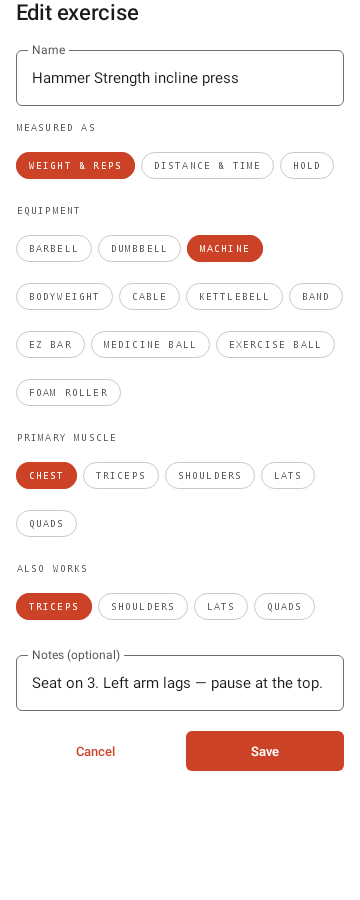 Edit exercise
Name
Hammer Strength incline press
MEASURED AS
WEIGHT & REPS DISTANCE & TIME HOLD
EQUIPMENT
BARBELL DUMBBELL MACHINE
BODYWEIGHT CABLE KETTLEBELL BAND
EZ BAR MEDICINE BALL EXERCISE BALL
FOAM ROLLER
PRIMARY MUSCLE
CHEST TRICEPS SHOULDERS LATS
QUADS
ALSO WORKS
TRICEPS SHOULDERS LATS QUADS
Notes (optional)
Seat on 3. Left arm lags — pause at the top.
Cancel Save